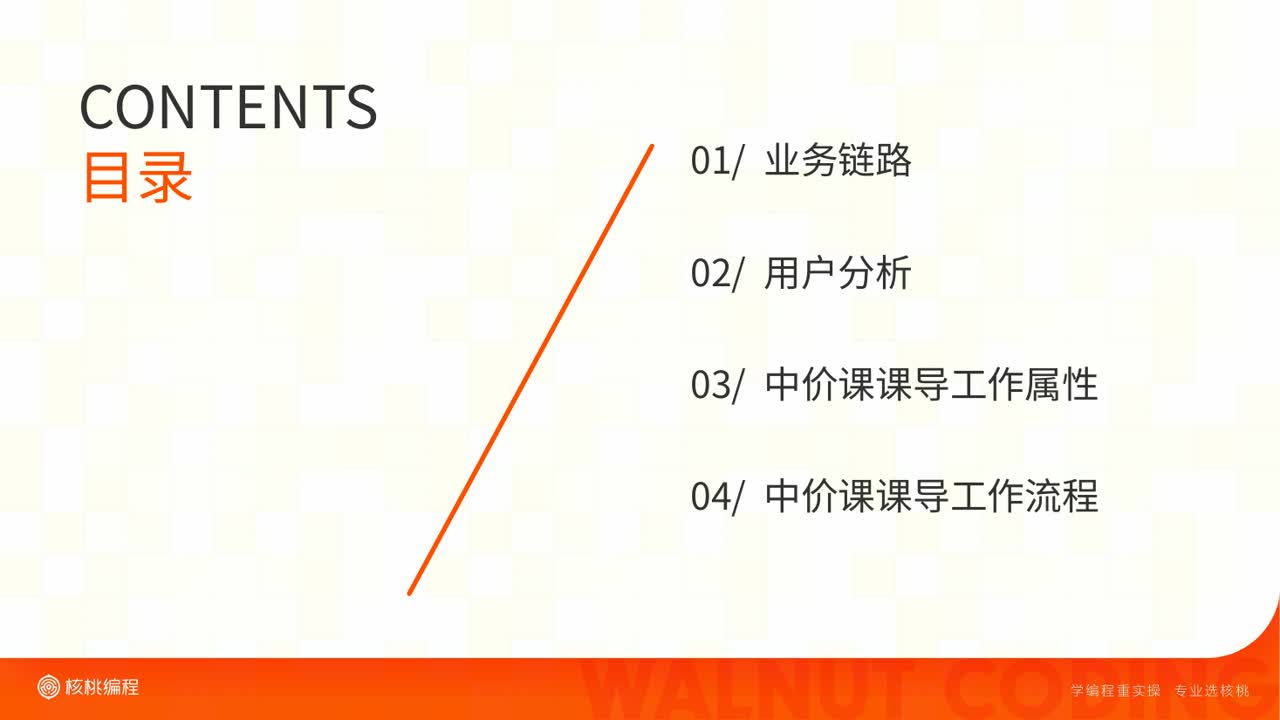 CONTENTS
目录
01/ 业务链路
02/ 用户分析
03/ 中价课课导工作属性
04/ 中价课课导工作流程
核桃编程
WALNUT CODING
学编程重实操 专业选核桃